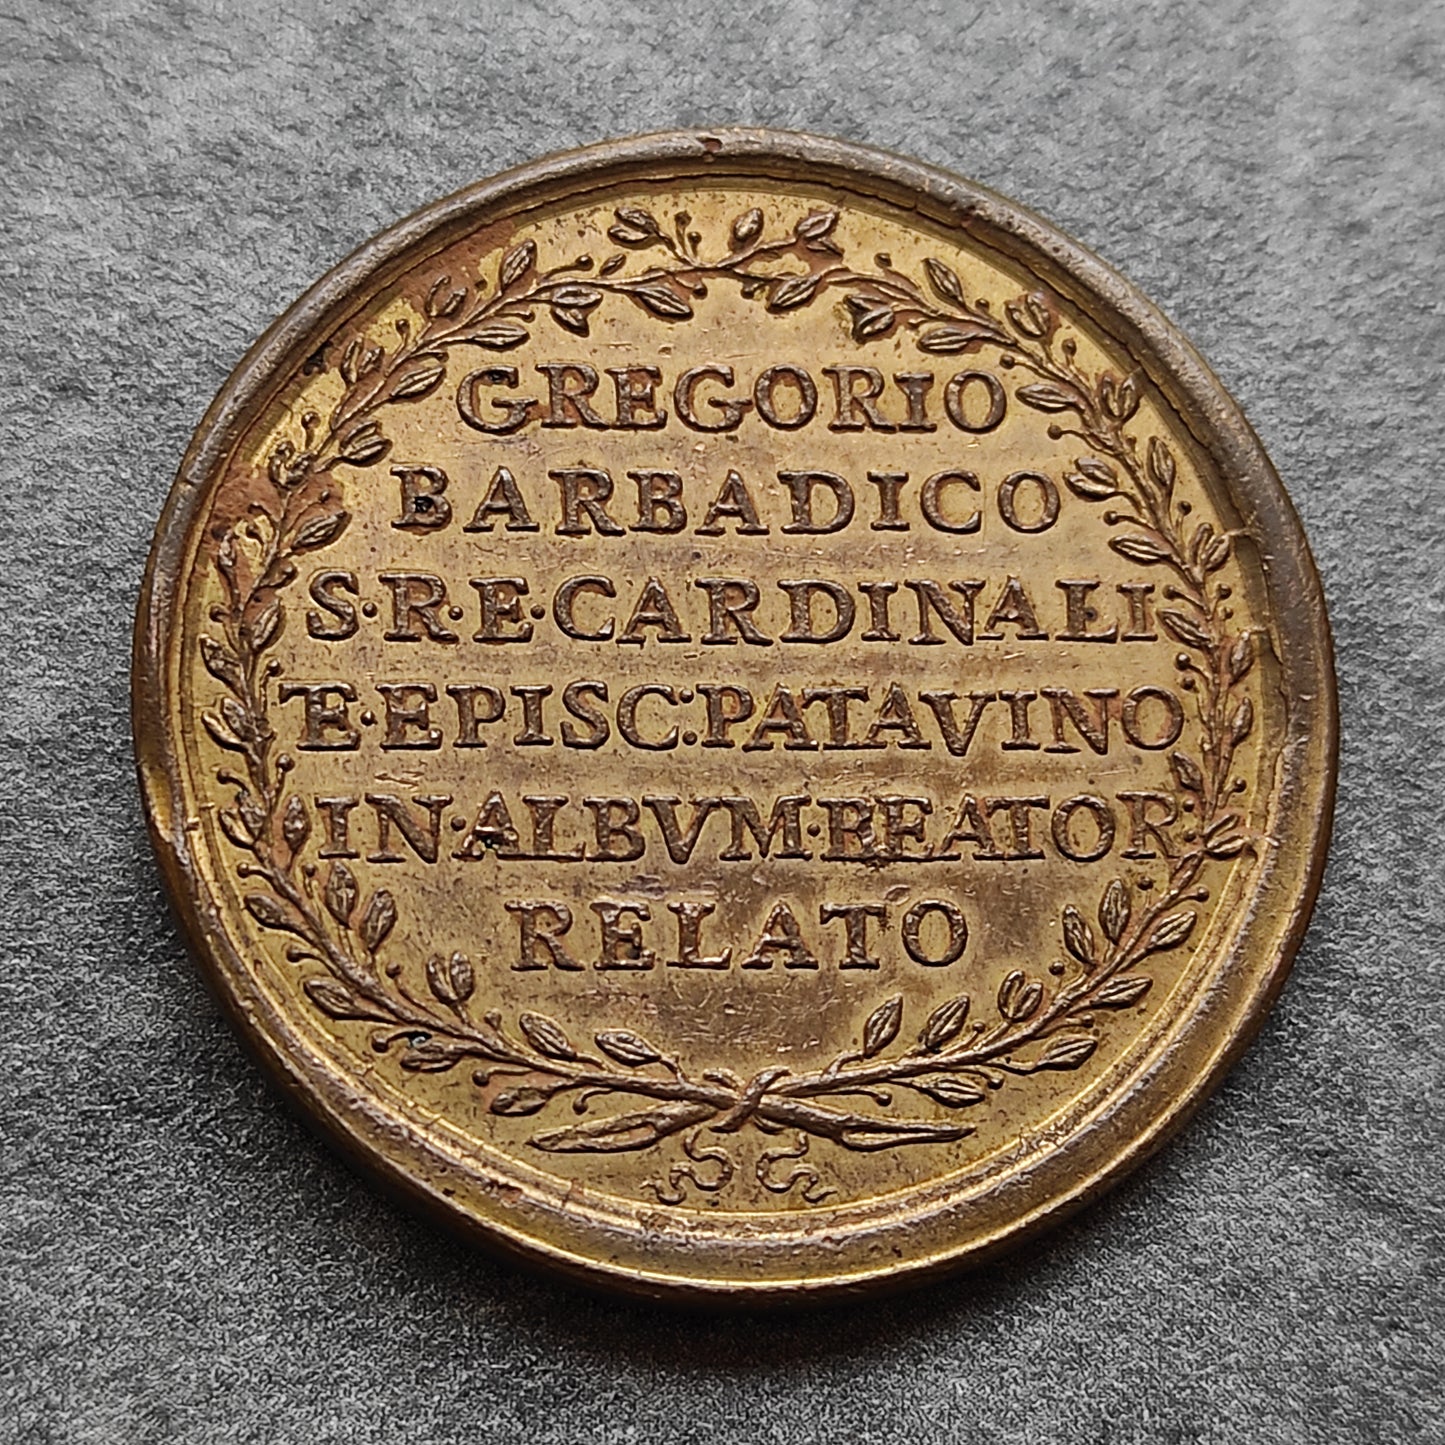 GREGORIO
BARBADICO
S·R·E·CARDINALI
E·EPISC:PATAVINO
IN·ALBVM·BEATOR·
RELATO